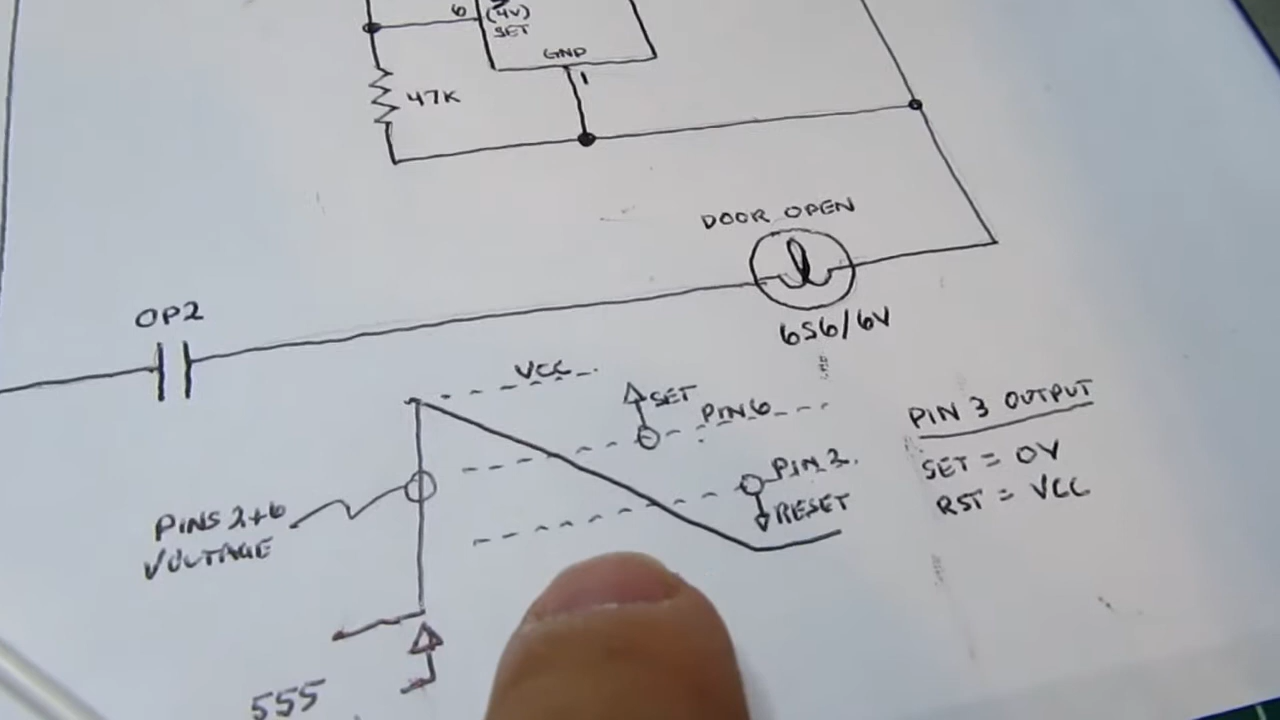 6
(4V)
SET
GND
1
47K
DOOR OPEN
6S6/6V
OP2
VCC
SET
PIN 6
PIN 2
RESET
PINS 2+6
VOLTAGE
PIN 3 OUTPUT
SET = 0V
RST = VCC
555